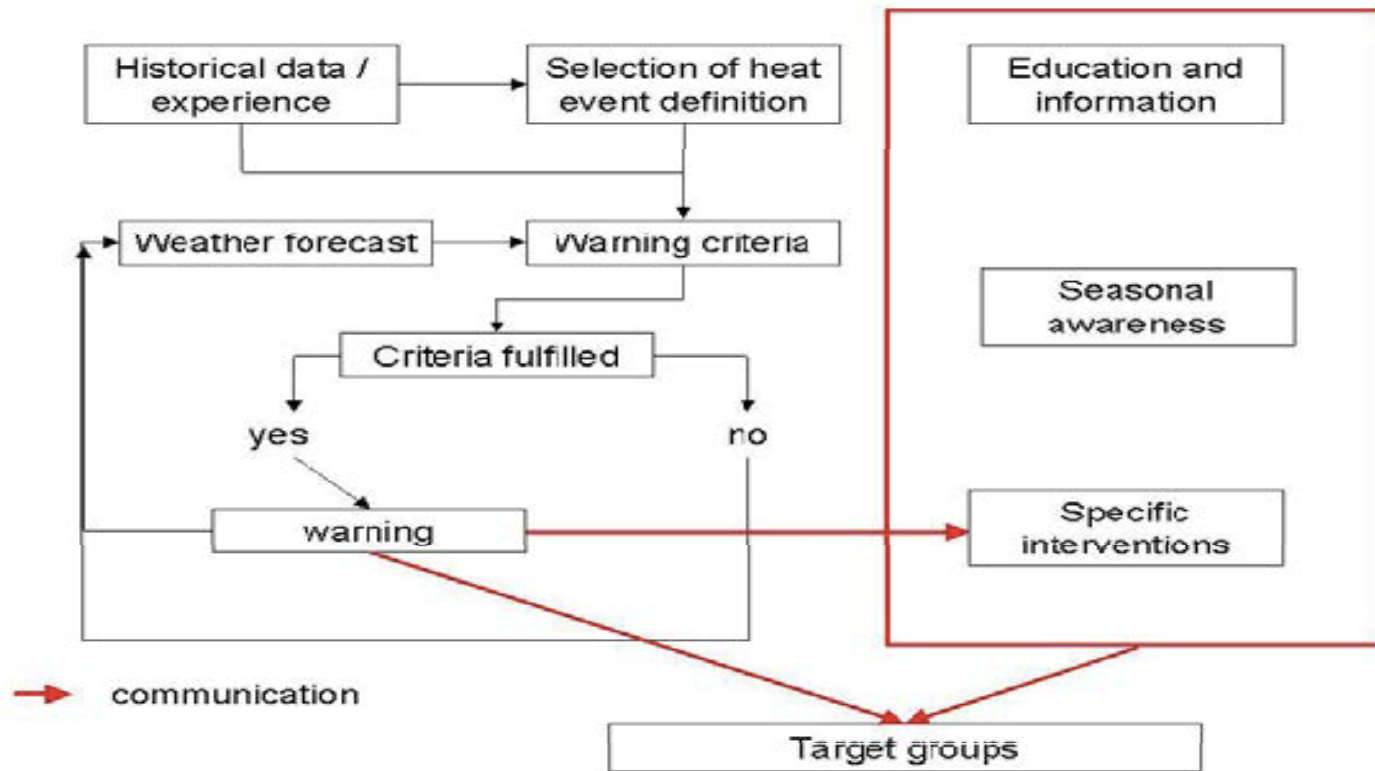 Historical data /
experience
Selection of heat
event definition
Education and
information
Weather forecast
Warning criteria
Seasonal
awareness
Criteria fulfilled
yes
no
warning
Specific
interventions
communication
Target groups